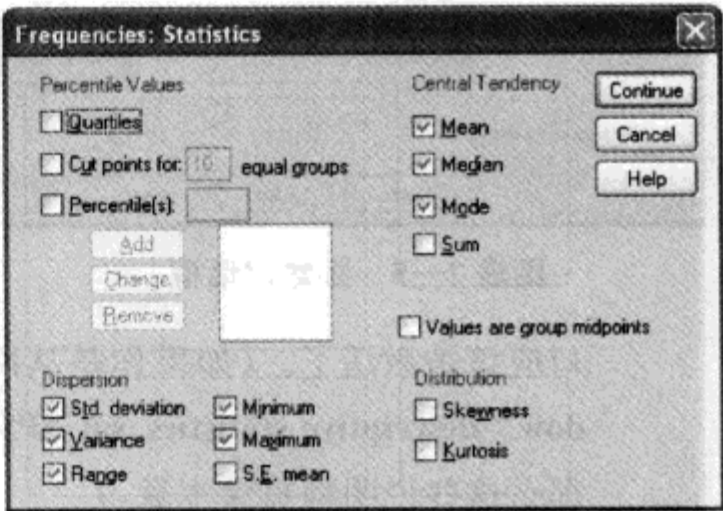 Frequencies: Statistics
Percentile Values
Quartiles
Cut points for: 10 equal groups
Percentile(s):
Add
Change
Remove
Central Tendency
Mean
Median
Mode
Sum
Continue
Cancel
Help
Values are group midpoints
Dispersion
Std. deviation
Variance
Range
Minimum
Maximum
S.E. mean
Distribution
Skewness
Kurtosis